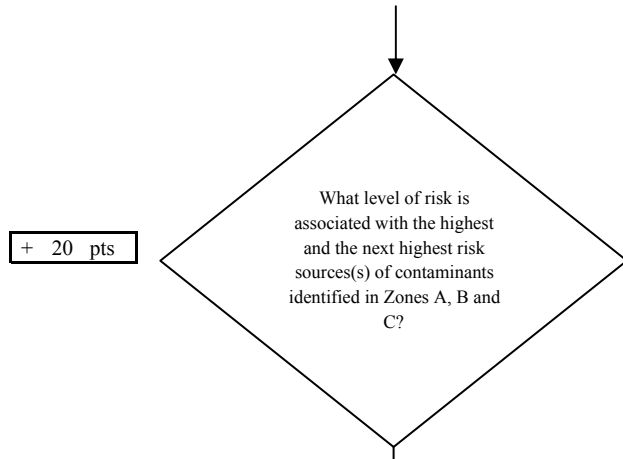 What level of risk is
associated with the highest
and the next highest risk
sources(s) of contaminants
identified in Zones A, B and
C?
+ 20 pts